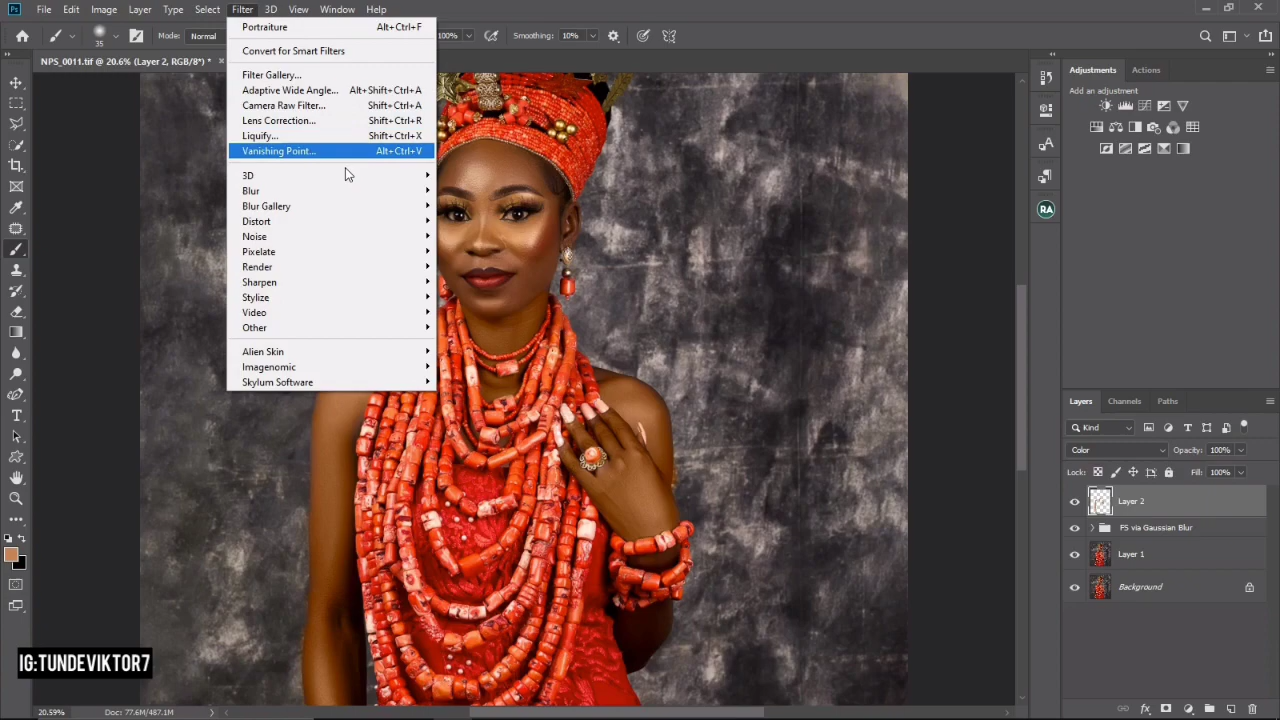 Ps File Edit Image Layer Type Select Filter 3D View Window Help
35 Mode: Normal 100% Smoothing: 10%
NPS_0011.tif @ 20.6% (Layer 2, RGB/8*) * ×
Portraiture Alt+Ctrl+F
Convert for Smart Filters
Filter Gallery...
Adaptive Wide Angle... Alt+Shift+Ctrl+A
Camera Raw Filter... Shift+Ctrl+A
Lens Correction... Shift+Ctrl+R
Liquify... Shift+Ctrl+X
Vanishing Point... Alt+Ctrl+V
3D
Blur
Blur Gallery
Distort
Noise
Pixelate
Render
Sharpen
Stylize
Video
Other
Alien Skin
Imagenomic
Skylum Software
RA
Adjustments Actions
Add an adjustment
Layers Channels Paths
Kind
Color Opacity: 100%
Lock: Fill: 100%
Layer 2
FS via Gaussian Blur
Layer 1
Background
IG:TUNDEVIKTOR7
20.59% Doc: 77.6M/487.1M